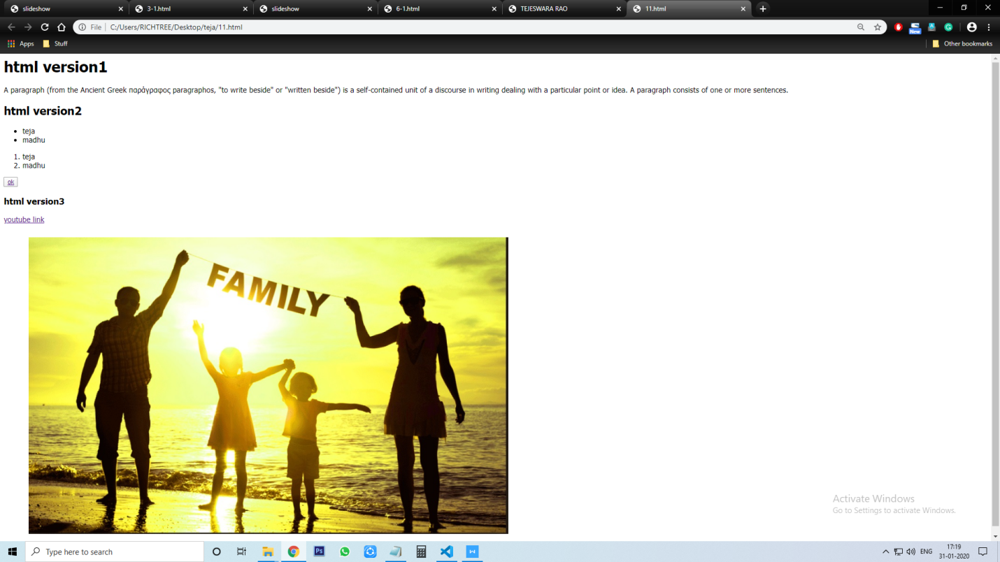 slideshow
3-1.html
slideshow
6-1.html
TEJESWARA RAO
11.html
File | C:/Users/RICHTREE/Desktop/teja/11.html
New
Apps
Stuff
Other bookmarks
html version1
A paragraph (from the Ancient Greek παράγραφος paragraphos, "to write beside" or "written beside") is a self-contained unit of a discourse in writing dealing with a particular point or idea. A paragraph consists of one or more sentences.
html version2
• teja
• madhu
1. teja
2. madhu
ok
html version3
youtube link
FAMILY
Activate Windows
Go to Settings to activate Windows.
Type here to search
Ps
W
ENG
17:19
31-01-2020